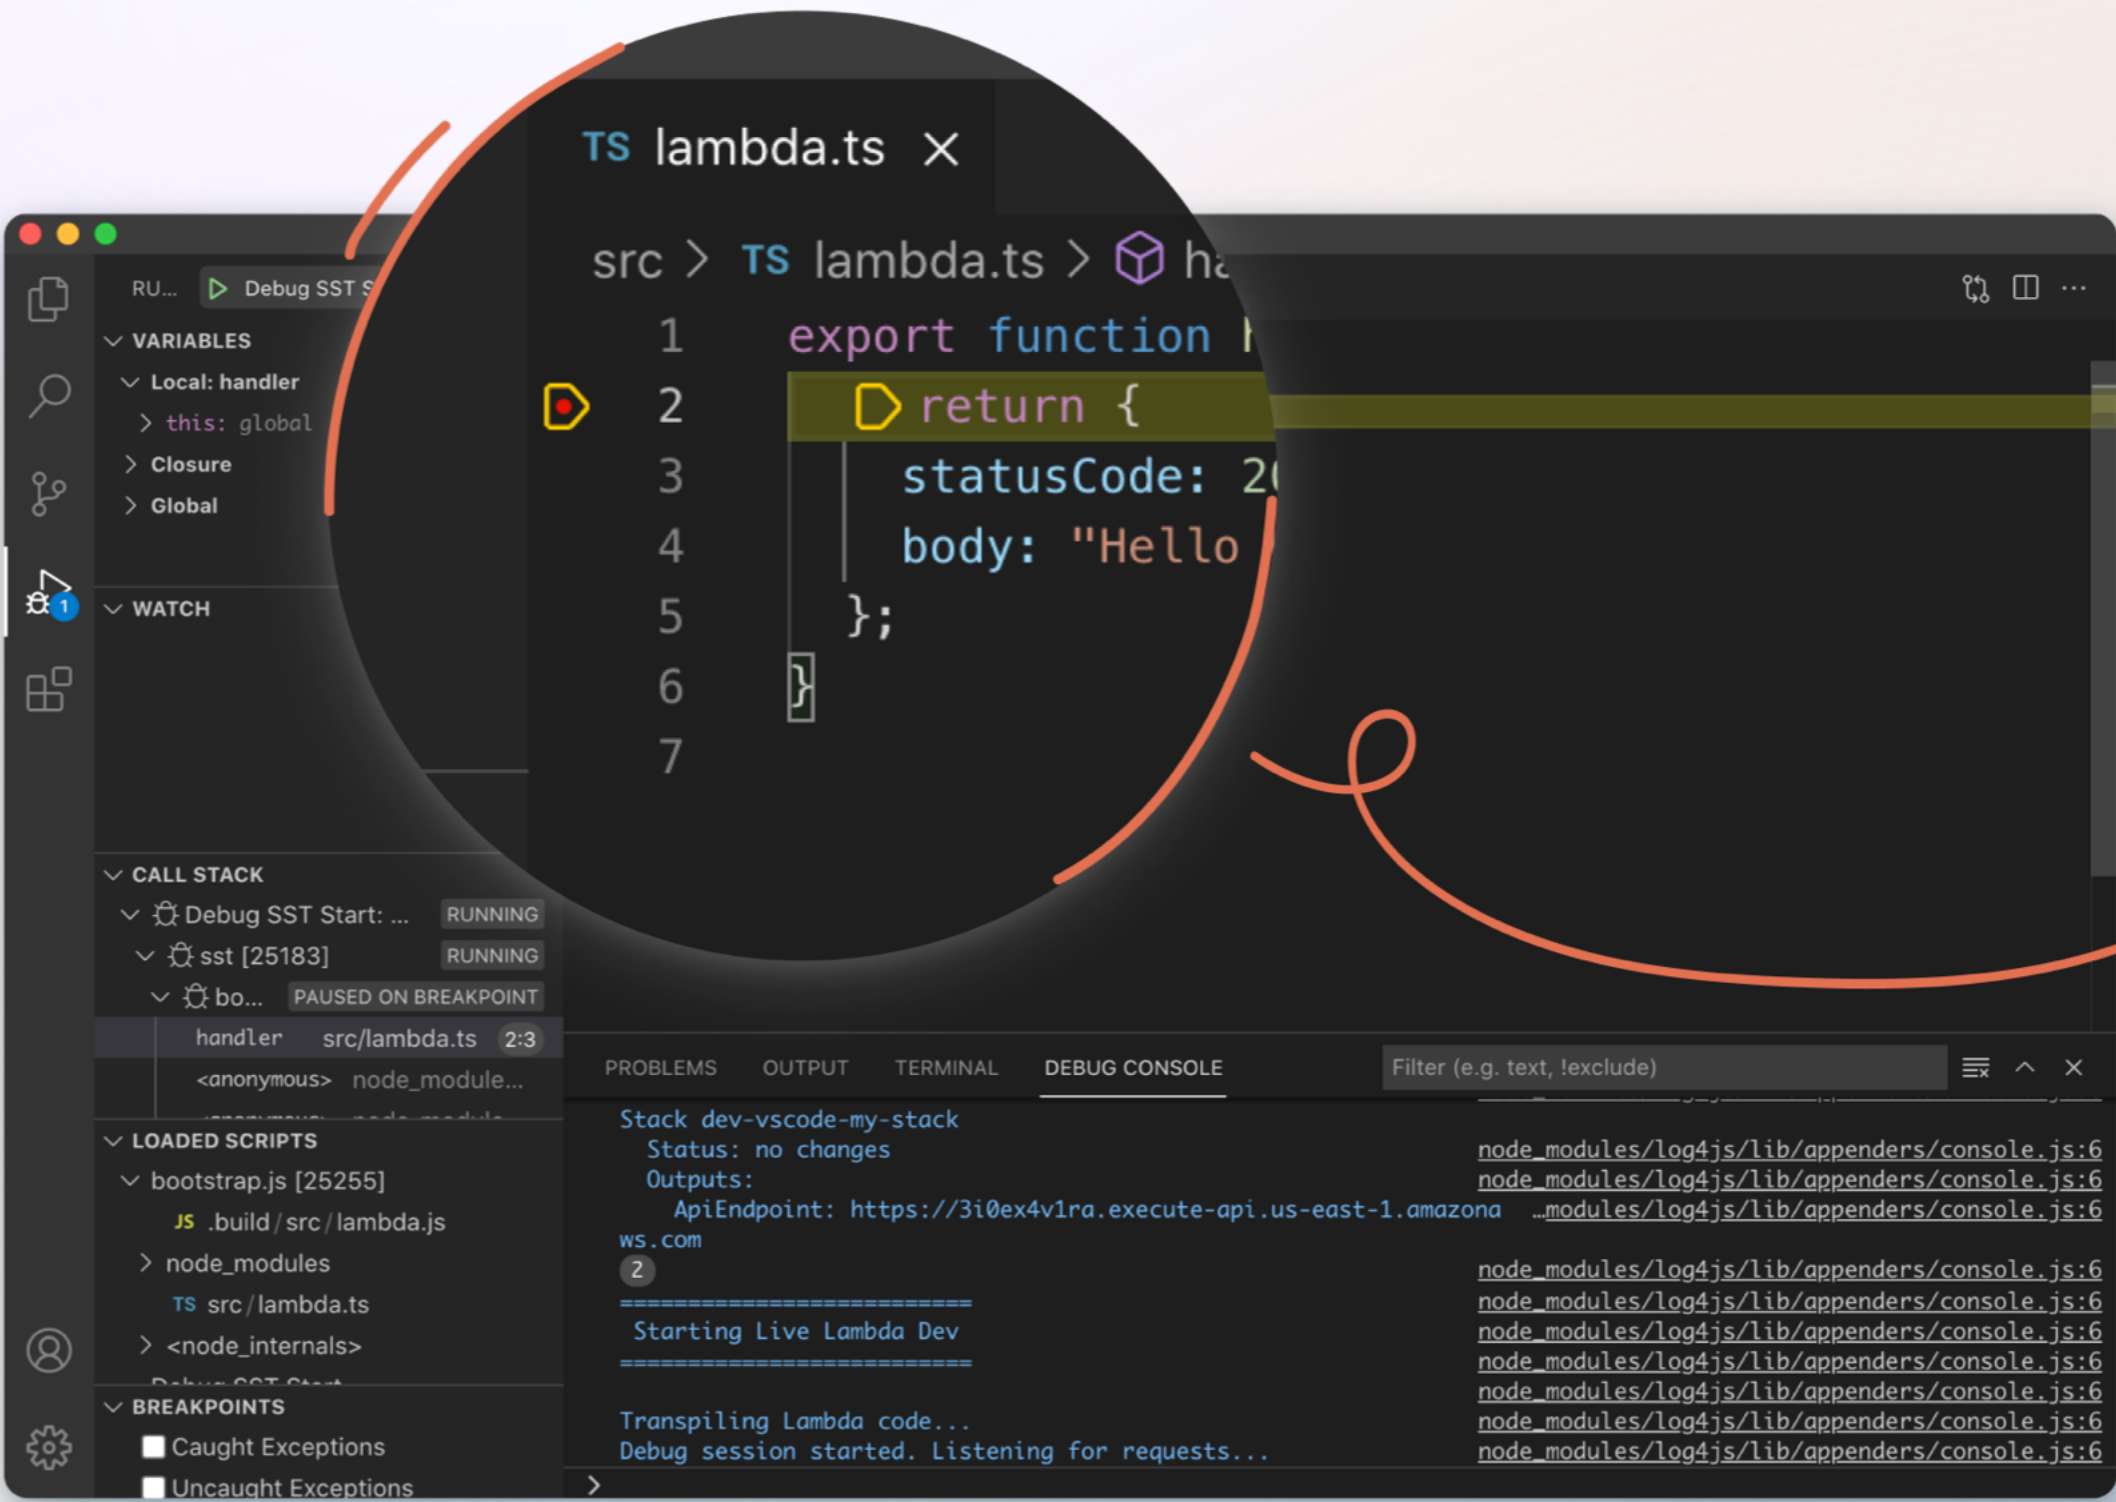 TS lambda.ts
src > TS lambda.ts >
1 export function
2 return {
3 statusCode:
4 body: "Hello
5 };
6 }
7
RU... Debug SST
VARIABLES
Local: handler
this: global
Closure
Global
1
WATCH
CALL STACK
Debug SST Start: ... RUNNING
sst [25183] RUNNING
bo... PAUSED ON BREAKPOINT
handler src/lambda.ts 2:3
<anonymous> node_module...
LOADED SCRIPTS
bootstrap.js [25255]
JS .build/src/lambda.js
node_modules
TS src/lambda.ts
<node_internals>
Debug SST Start
BREAKPOINTS
Caught Exceptions
Uncaught Exceptions
PROBLEMS OUTPUT TERMINAL DEBUG CONSOLE Filter (e.g. text, !exclude)
Stack dev-vscode-my-stack
Status: no changes node_modules/log4js/lib/appenders/console.js:6
Outputs: node_modules/log4js/lib/appenders/console.js:6
ApiEndpoint: https://3i0ex4v1ra.execute-api.us-east-1.amazona …modules/log4js/lib/appenders/console.js:6
ws.com
2 node_modules/log4js/lib/appenders/console.js:6
========================== node_modules/log4js/lib/appenders/console.js:6
Starting Live Lambda Dev node_modules/log4js/lib/appenders/console.js:6
========================== node_modules/log4js/lib/appenders/console.js:6
node_modules/log4js/lib/appenders/console.js:6
Transpiling Lambda code... node_modules/log4js/lib/appenders/console.js:6
Debug session started. Listening for requests... node_modules/log4js/lib/appenders/console.js:6
>